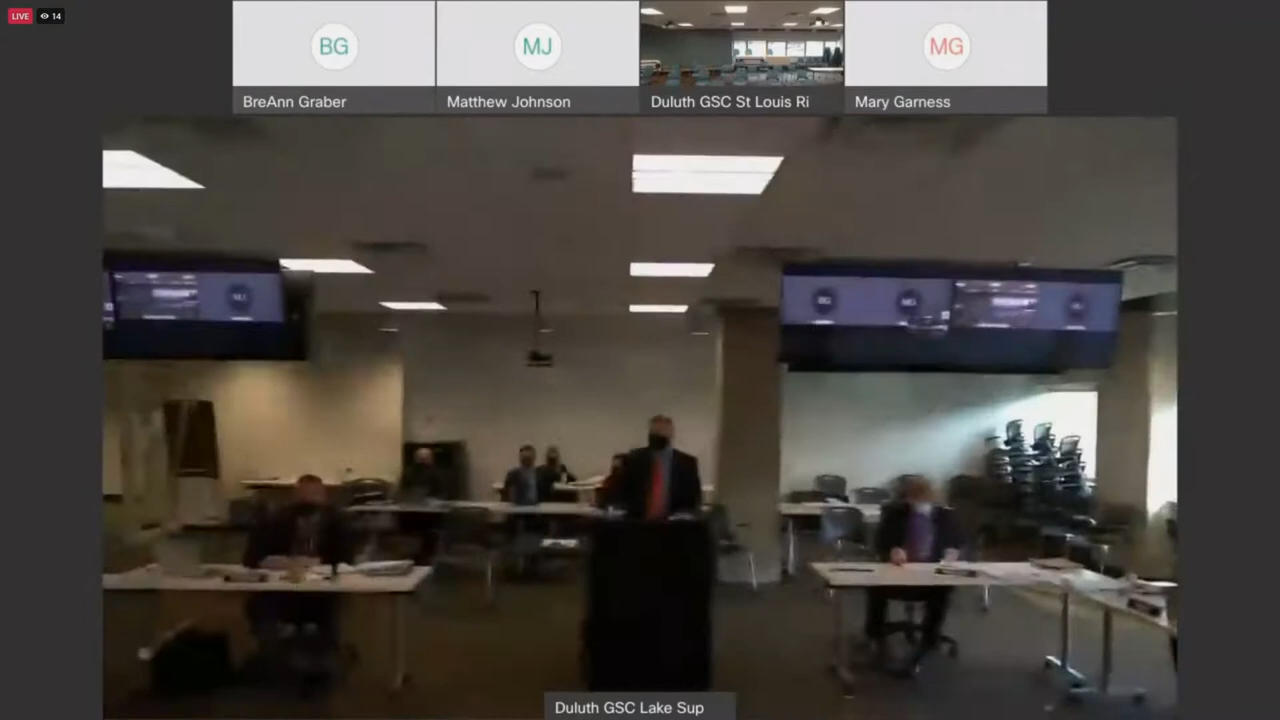 LIVE 14
BG
MJ
MG
BreAnn Graber
Matthew Johnson
Duluth GSC St Louis Ri
Mary Garness
Duluth GSC Lake Sup